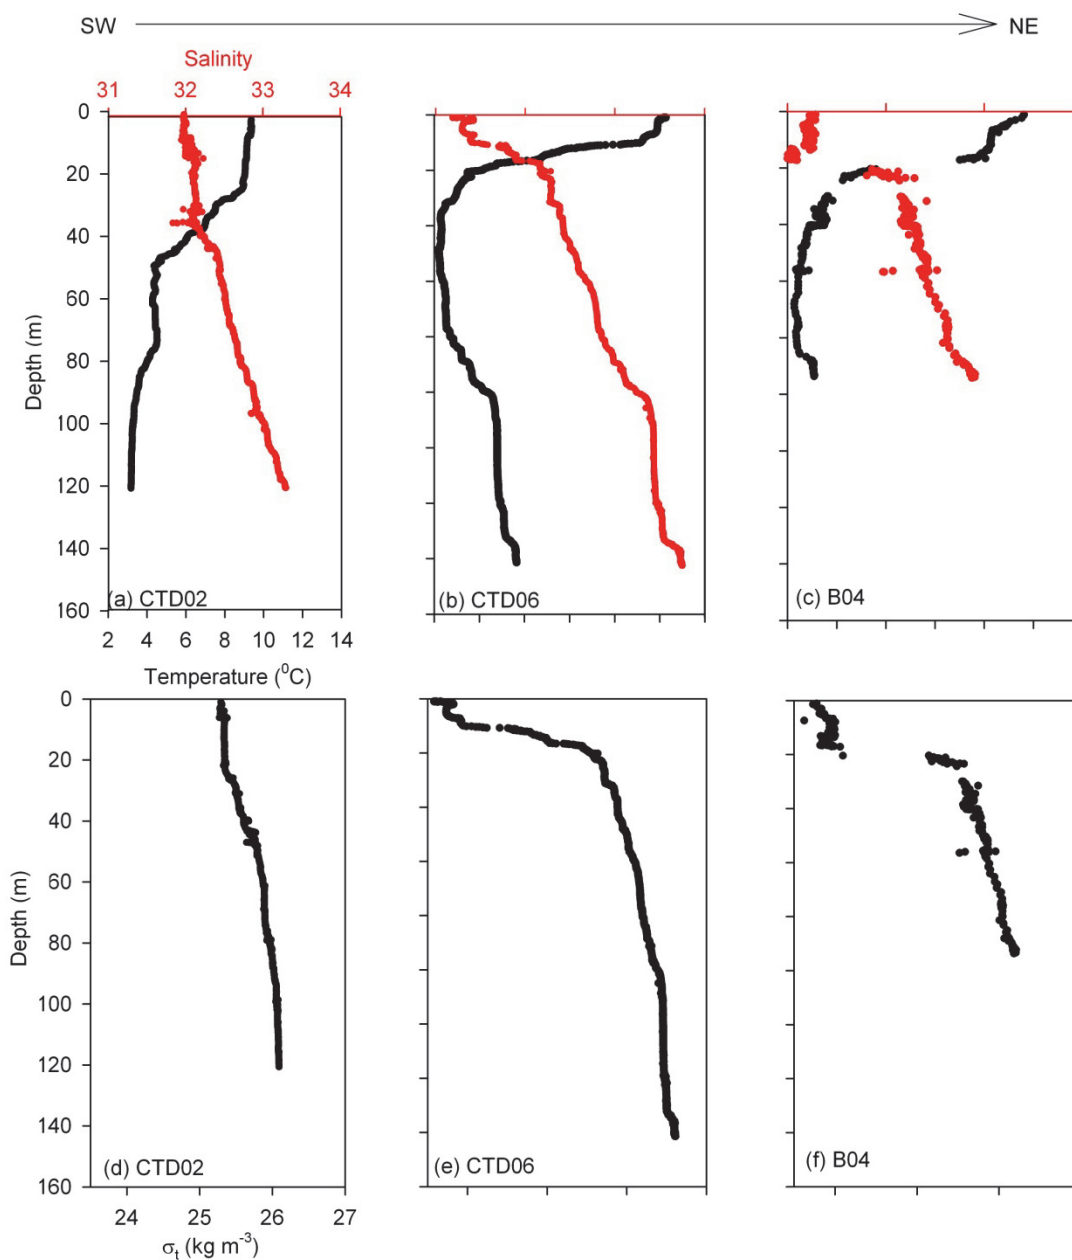 SW NE
Salinity
31 32 33 34
0
20
40
60
80
100
120
140
160
Depth (m)
(a) CTD02 (b) CTD06 (c) B04
2 4 6 8 10 12 14
Temperature (⁰C)
0
20
40
60
80
100
120
140
160
Depth (m)
(d) CTD02 (e) CTD06 (f) B04
24 25 26 27
σt (kg m⁻³)